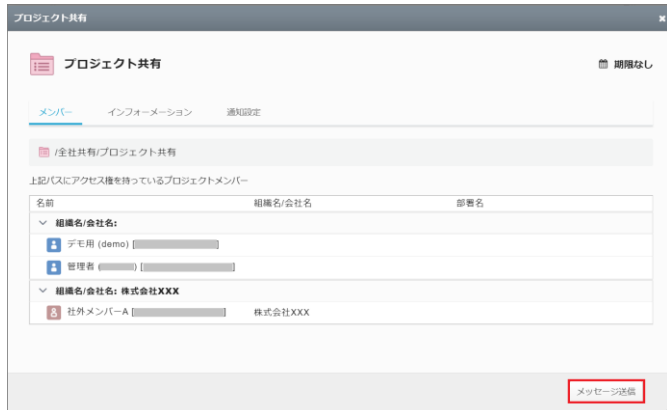 プロジェクト共有
プロジェクト共有 期限なし
メンバー インフォーメーション 通知設定
/全社共有/プロジェクト共有
上記パスにアクセス権を持っているプロジェクトメンバー
名前 組織名/会社名 部署名
組織名/会社名:
デモ用 (demo) [ ]
管理者 ( ) [ ]
組織名/会社名: 株式会社XXX
社外メンバーA [ ] 株式会社XXX
メッセージ送信